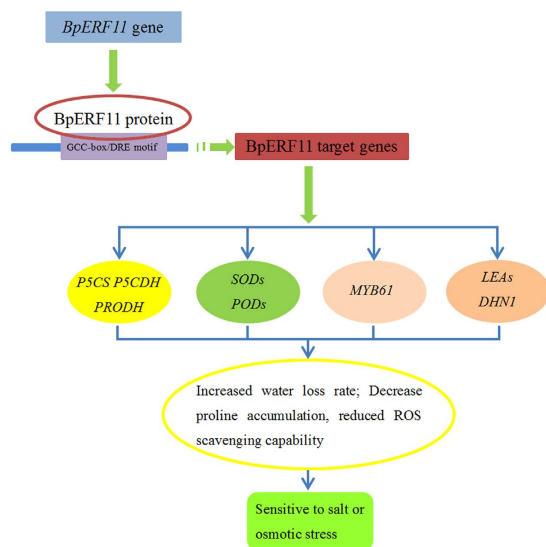 BpERF11 gene
BpERF11 protein
GCC-box/DRE motif
BpERF11 target genes
P5CS P5CDH
PRODH
SODs
PODs
MYB61
LEAs
DHN1
Increased water loss rate; Decrease
proline accumulation, reduced ROS
scavenging capability
Sensitive to salt or
osmotic stress